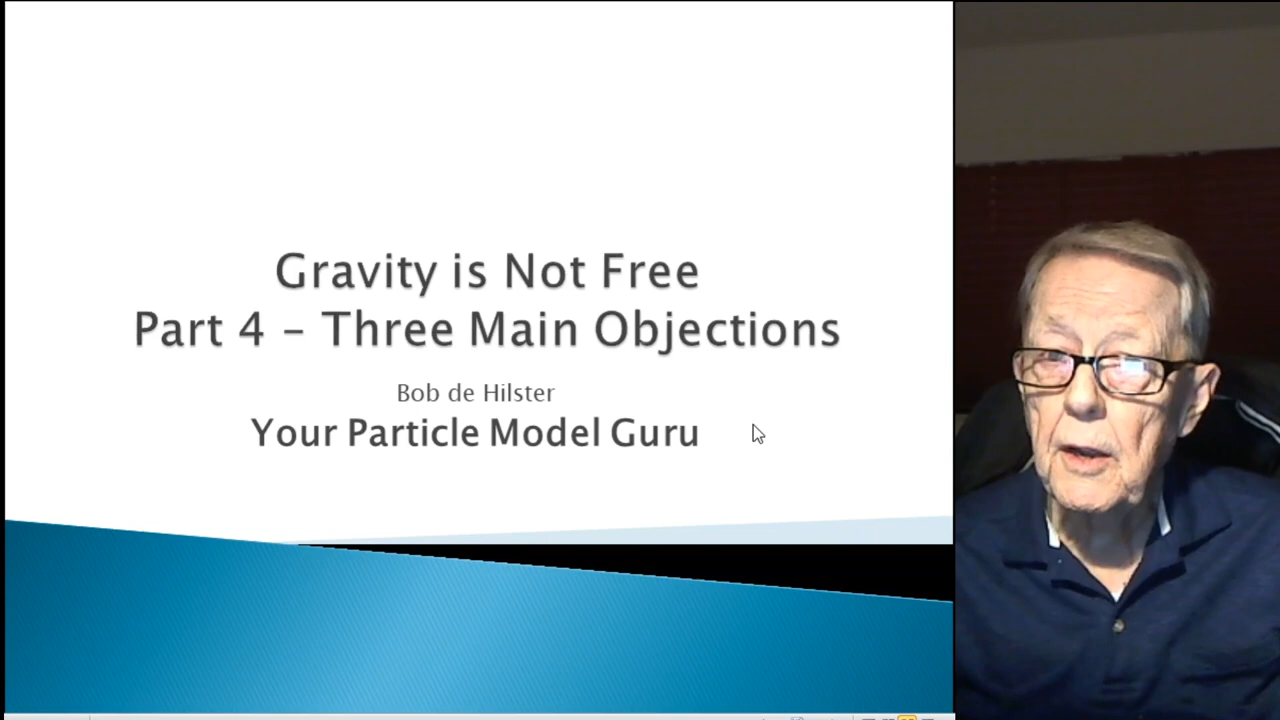 Gravity is Not Free
Part 4 – Three Main Objections
Bob de Hilster
Your Particle Model Guru